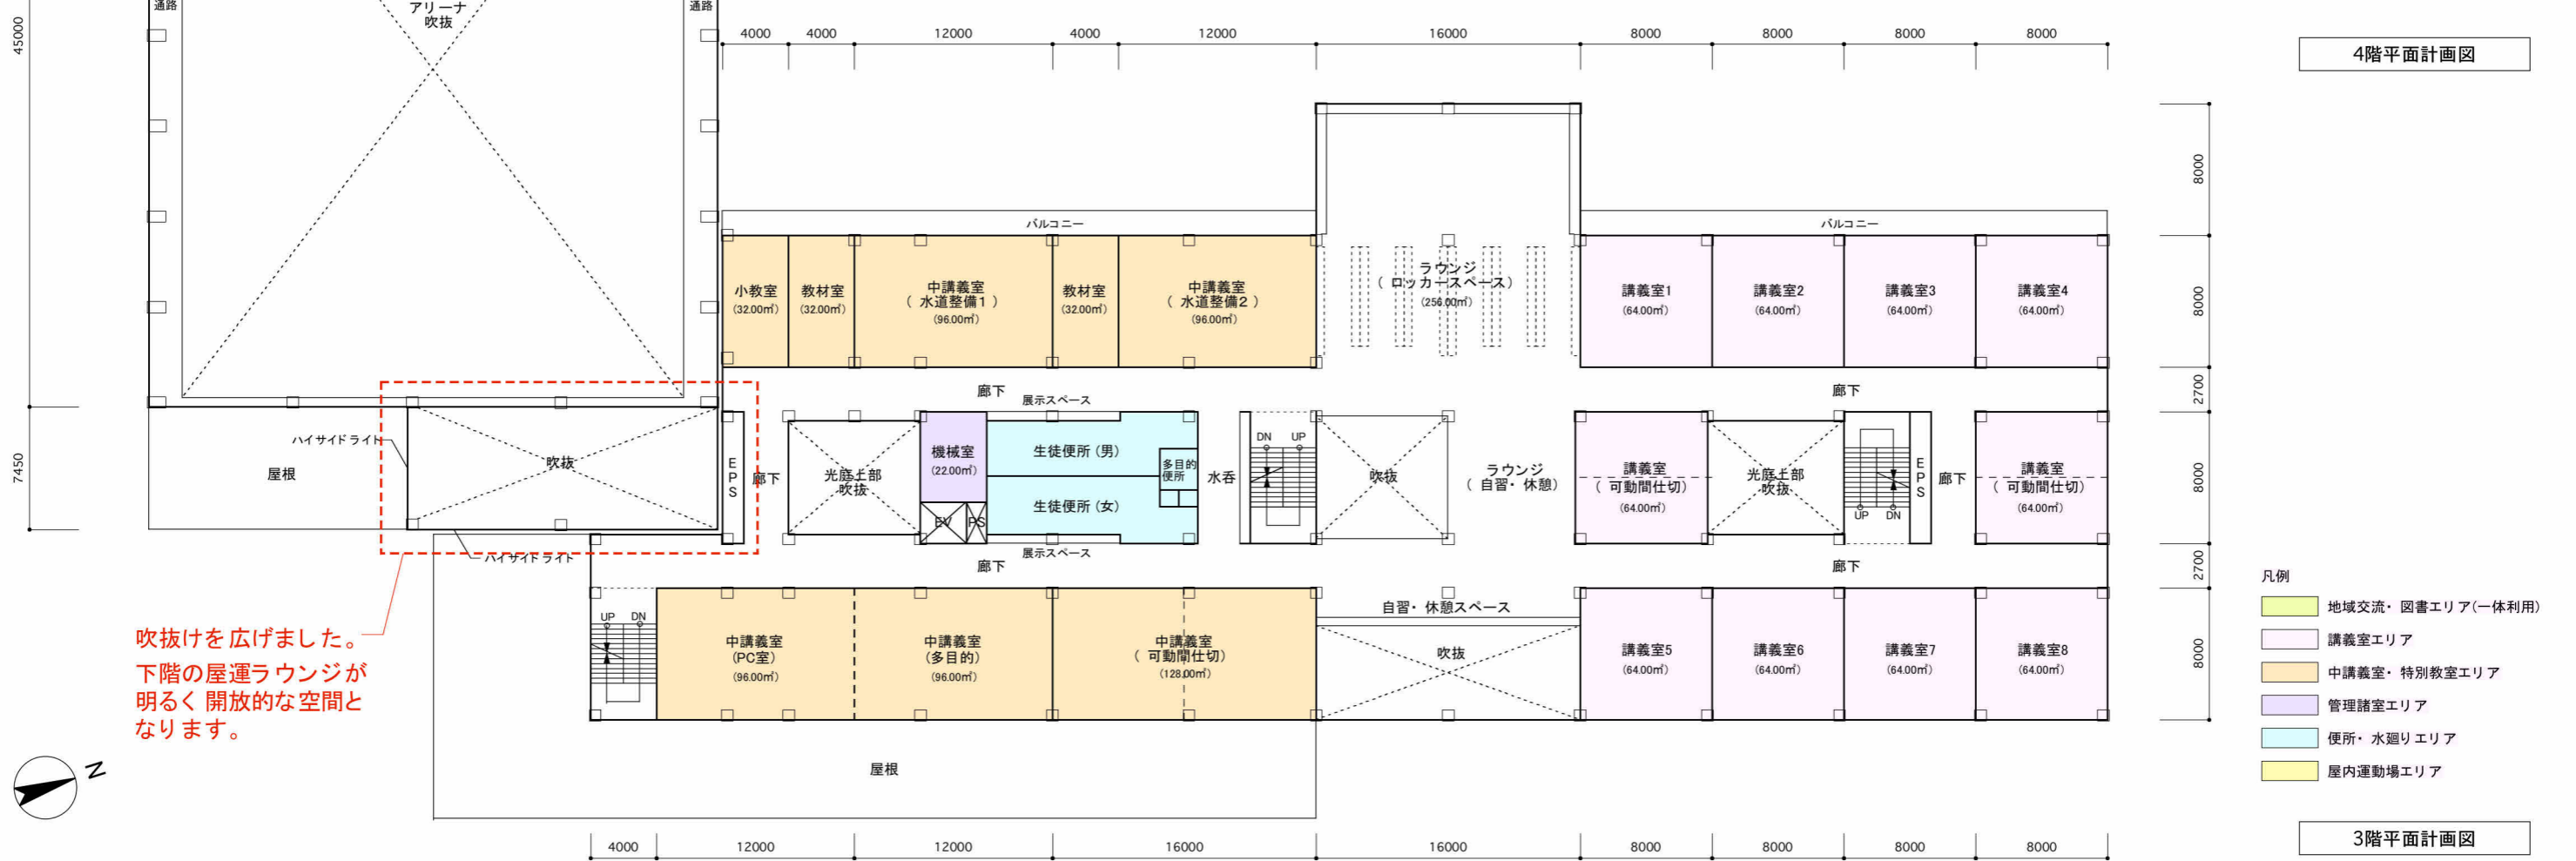 通路
アリーナ
吹抜
通路
45000
4000
4000
12000
4000
12000
16000
8000
8000
8000
8000
4階平面計画図
バルコニー
バルコニー
8000
小教室
(32.00㎡)
教材室
(32.00㎡)
中講義室
( 水道整備1 )
(96.00㎡)
教材室
(32.00㎡)
中講義室
( 水道整備2 )
(96.00㎡)
ラウンジ
( ロッカースペース)
(256.00㎡)
講義室1
(64.00㎡)
講義室2
(64.00㎡)
講義室3
(64.00㎡)
講義室4
(64.00㎡)
8000
廊下
展示スペース
廊下
2700
7450
ハイサイドライト
屋根
吹抜
EPS
廊下
光庭上部
吹抜
機械室
(22.00㎡)
EV
PS
生徒便所 (男)
生徒便所 (女)
多目的
便所
水呑
DN
UP
吹抜
ラウンジ
( 自習・休憩)
講義室
( 可動間仕切)
(64.00㎡)
光庭上部
吹抜
UP
DN
EPS
廊下
講義室
( 可動間仕切)
(64.00㎡)
8000
ハイサイドライト
展示スペース
廊下
廊下
2700
UP
DN
中講義室
(PC室)
(96.00㎡)
中講義室
(多目的)
(96.00㎡)
中講義室
( 可動間仕切)
(128.00㎡)
自習・休憩スペース
吹抜
講義室5
(64.00㎡)
講義室6
(64.00㎡)
講義室7
(64.00㎡)
講義室8
(64.00㎡)
8000
吹抜けを広げました。
下階の屋運ラウンジが
明るく開放的な空間と
なります。
屋根
N
凡例
地域交流・図書エリア(一体利用)
講義室エリア
中講義室・特別教室エリア
管理諸室エリア
便所・水廻りエリア
屋内運動場エリア
4000
12000
12000
16000
16000
8000
8000
8000
8000
3階平面計画図